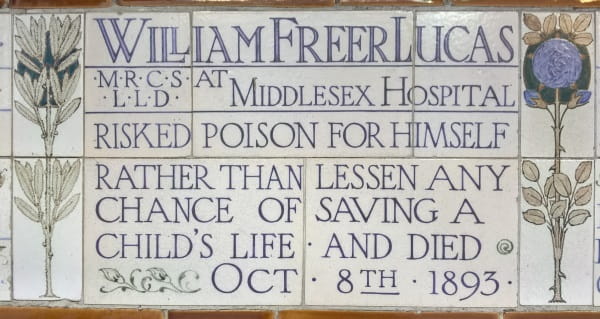 WILLIAM FREER LUCAS
·M·R·C·S·
·L·L·D· AT MIDDLESEX HOSPITAL
RISKED POISON FOR HIMSELF
RATHER THAN LESSEN ANY
CHANCE OF SAVING A
CHILD'S LIFE · AND DIED
OCT · 8TH · 1893 ·